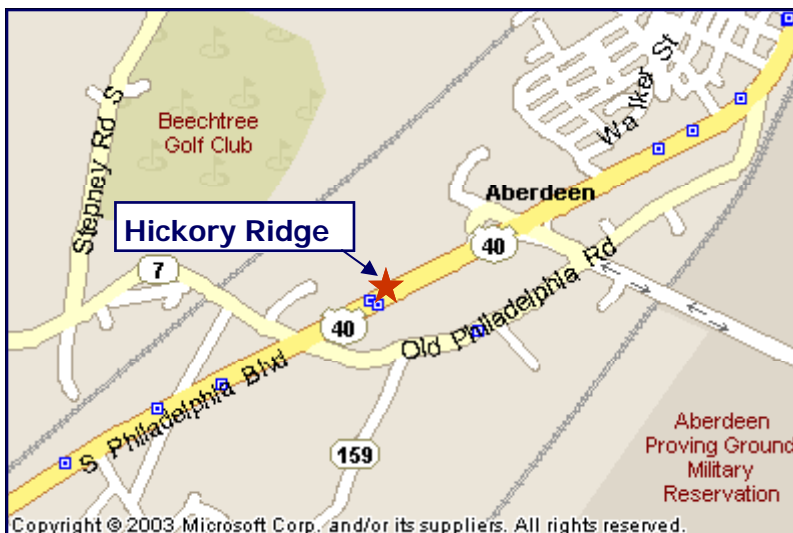 Walker St
Stepney Rd S
Beechtree
Golf Club
Aberdeen
Hickory Ridge
40
7
40
Old Philadelphia Rd
S Philadelphia Blvd
159
Aberdeen
Proving Ground
Military
Reservation
Copyright © 2003 Microsoft Corp. and/or its suppliers. All rights reserved.